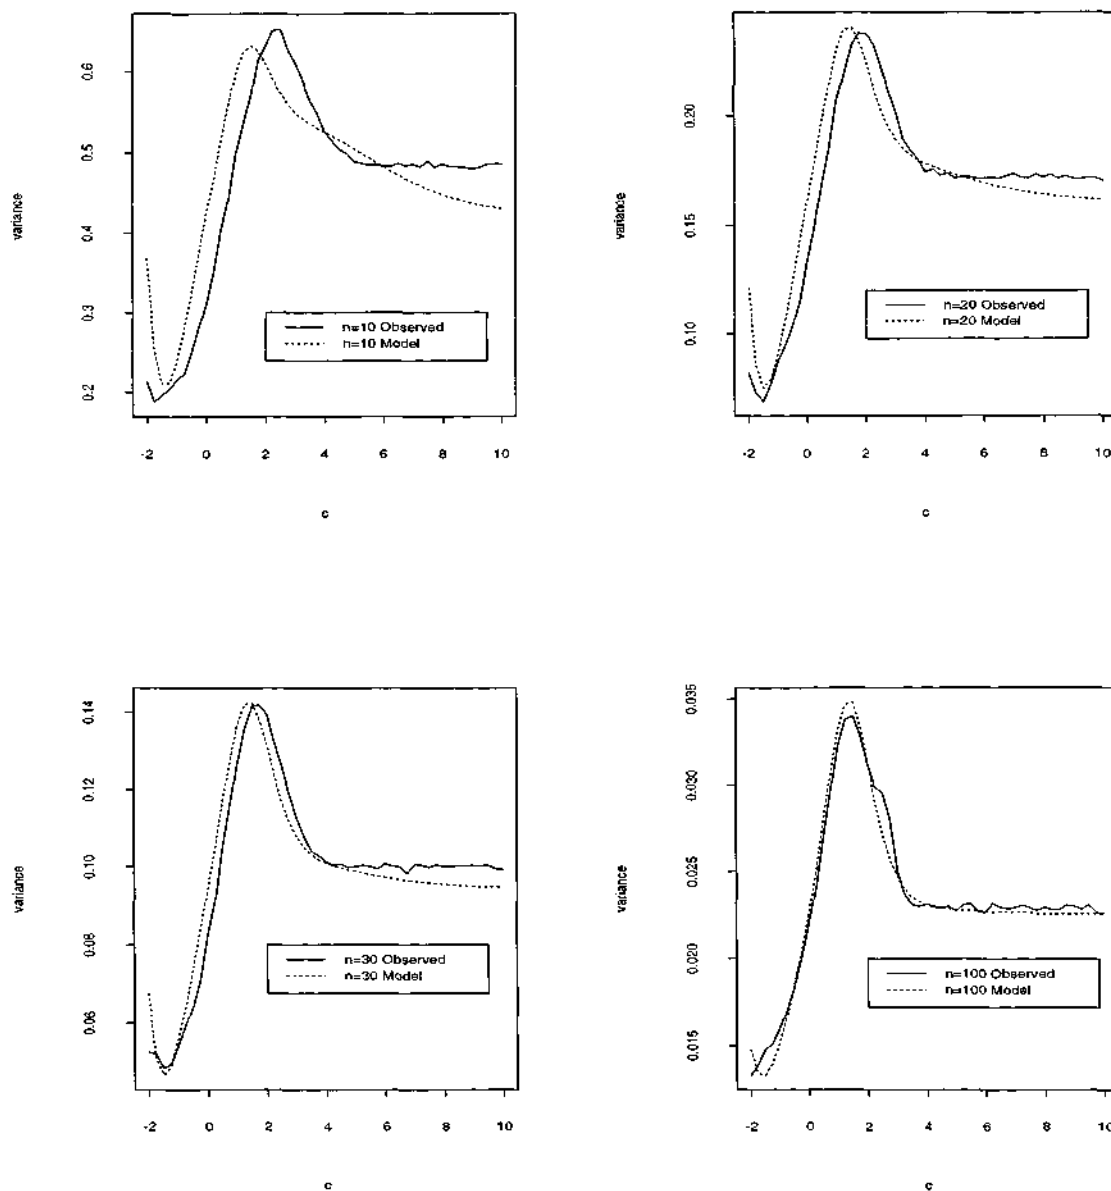 variance
0.6
0.5
0.4
0.3
0.2
n=10 Observed
n=10 Model
-2 0 2 4 6 8 10
c
variance
0.20
0.15
0.10
n=20 Observed
n=20 Model
-2 0 2 4 6 8 10
c
variance
0.14
0.12
0.10
0.08
0.06
n=30 Observed
n=30 Model
-2 0 2 4 6 8 10
c
variance
0.035
0.030
0.025
0.020
0.015
n=100 Observed
n=100 Model
-2 0 2 4 6 8 10
c